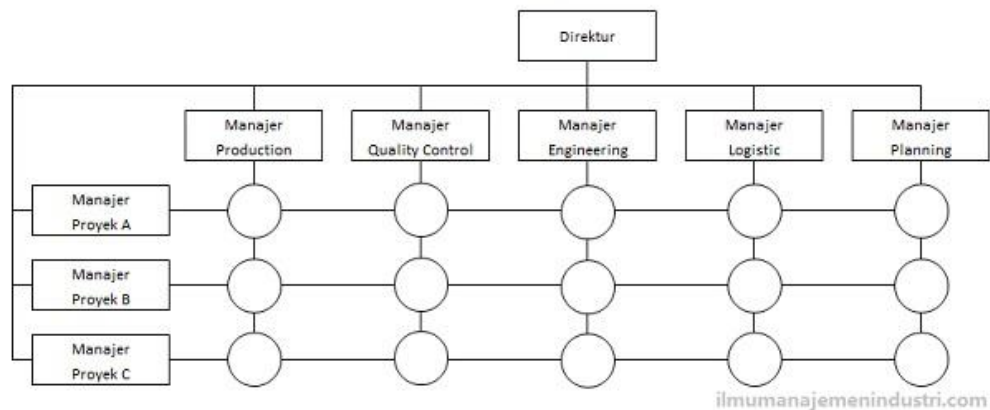 Direktur
Manajer
Production
Manajer
Quality Control
Manajer
Engineering
Manajer
Logistic
Manajer
Planning
Manajer
Proyek A
Manajer
Proyek B
Manajer
Proyek C
ilmumanajemenindustri.com